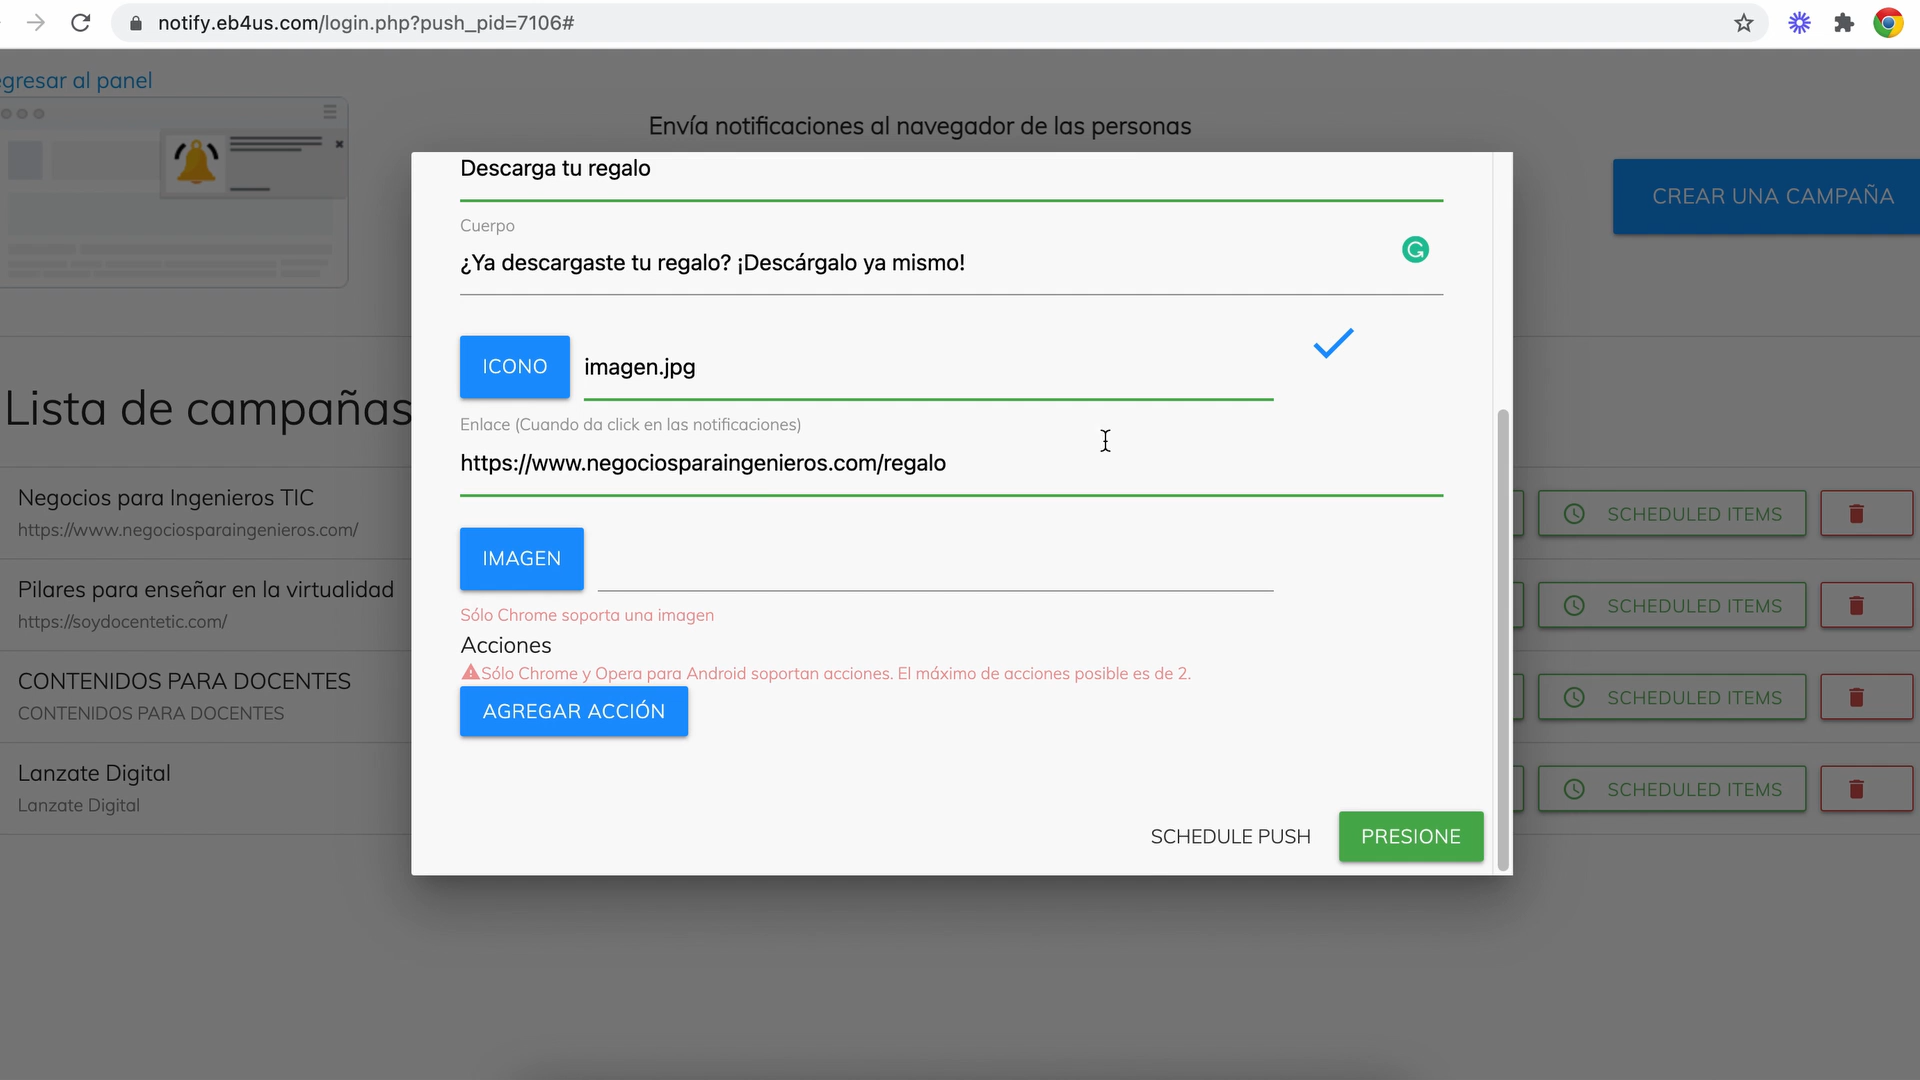 notify.eb4us.com/login.php?push_pid=7106#
egresar al panel
Envía notificaciones al navegador de las personas
CREAR UNA CAMPAÑA
Descarga tu regalo
Cuerpo
¿Ya descargaste tu regalo? ¡Descárgalo ya mismo!
ICONO
imagen.jpg
Enlace (Cuando da click en las notificaciones)
https://www.negociosparaingenieros.com/regalo
IMAGEN
Sólo Chrome soporta una imagen
Acciones
Sólo Chrome y Opera para Android soportan acciones. El máximo de acciones posible es de 2.
AGREGAR ACCIÓN
SCHEDULE PUSH
PRESIONE
Lista de campañas
Negocios para Ingenieros TIC
https://www.negociosparaingenieros.com/
SCHEDULED ITEMS
Pilares para enseñar en la virtualidad
https://soydocentetic.com/
SCHEDULED ITEMS
CONTENIDOS PARA DOCENTES
CONTENIDOS PARA DOCENTES
SCHEDULED ITEMS
Lanzate Digital
Lanzate Digital
SCHEDULED ITEMS